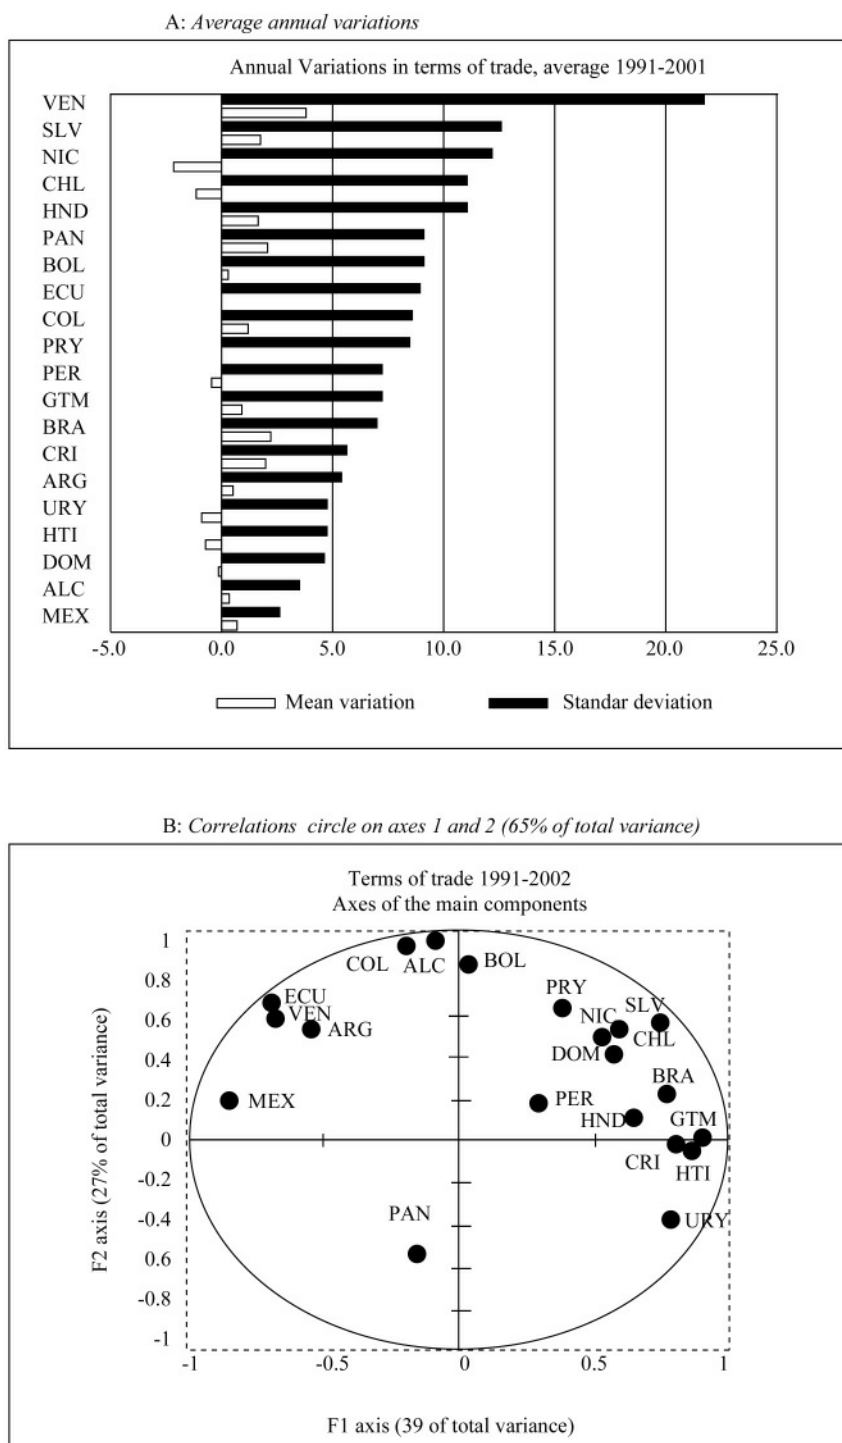 A: Average annual variations
Annual Variations in terms of trade, average 1991-2001
VEN
SLV
NIC
CHL
HND
PAN
BOL
ECU
COL
PRY
PER
GTM
BRA
CRI
ARG
URY
HTI
DOM
ALC
MEX
-5.0 0.0 5.0 10.0 15.0 20.0 25.0
Mean variation Standar deviation
B: Correlations circle on axes 1 and 2 (65% of total variance)
Terms of trade 1991-2002
Axes of the main components
F2 axis (27% of total variance)
1
0.8
0.6
0.4
0.2
0
-0.2
-0.4
0.6
-0.8
-1
COL ALC BOL
ECU
VEN
ARG
PRY
NIC SLV
CHL
DOM
MEX
BRA
PER
HND GTM
CRI HTI
PAN URY
-1 -0.5 0 0.5 1
F1 axis (39 of total variance)